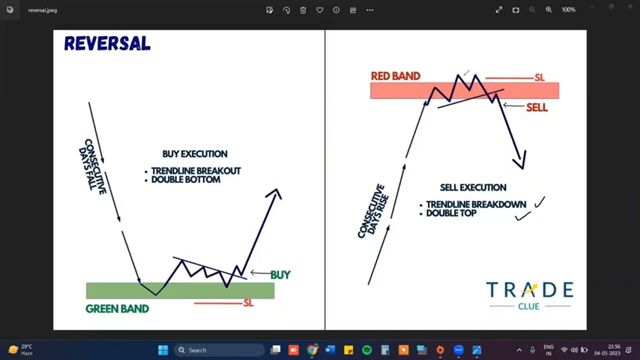 reversal.jpeg
100%
REVERSAL
CONSECUTIVE
DAYS FALL
BUY EXECUTION
• TRENDLINE BREAKOUT
• DOUBLE BOTTOM
BUY
SL
GREEN BAND
RED BAND
SL
SELL
CONSECUTIVE
DAYS RISE
SELL EXECUTION
• TRENDLINE BREAKDOWN
• DOUBLE TOP
TRADE
CLUE
29°C
Haze
Search
ENG
IN
21:56
04-05-2023